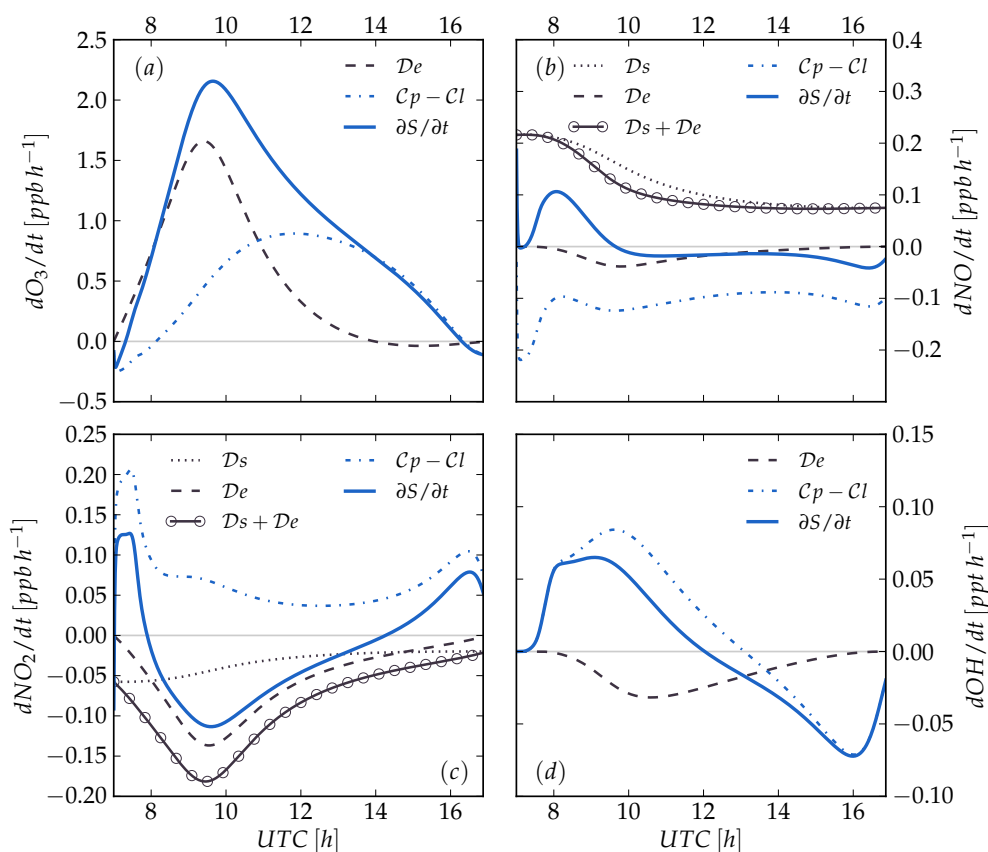 8 10 12 14 16
8 10 12 14 16
(a)
𝒟e
𝒞p − 𝒞l
∂S/∂t
2.5
2.0
1.5
1.0
0.5
0.0
−0.5
dO₃/dt [ppb h⁻¹]
(b)
𝒟s
𝒟e
𝒟s + 𝒟e
𝒞p − 𝒞l
∂S/∂t
0.4
0.3
0.2
0.1
0.0
−0.1
−0.2
dNO/dt [ppb h⁻¹]
𝒟s
𝒟e
𝒟s + 𝒟e
𝒞p − 𝒞l
∂S/∂t
0.25
0.20
0.15
0.10
0.05
0.00
−0.05
−0.10
−0.15
−0.20
dNO₂/dt [ppb h⁻¹]
(c)
8 10 12 14 16
UTC [h]
𝒟e
𝒞p − 𝒞l
∂S/∂t
0.15
0.10
0.05
0.00
−0.05
−0.10
dOH/dt [ppt h⁻¹]
(d)
8 10 12 14 16
UTC [h]